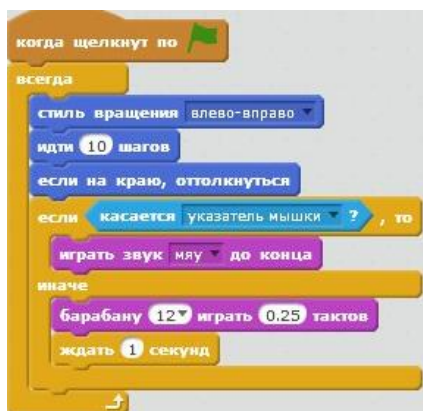 когда щелкнут по
всегда
стиль вращения влево-вправо
идти 10 шагов
если на краю, оттолкнуться
если касается указатель мышки ? , то
играть звук мяу до конца
иначе
барабану 12 играть 0.25 тактов
ждать 1 секунд